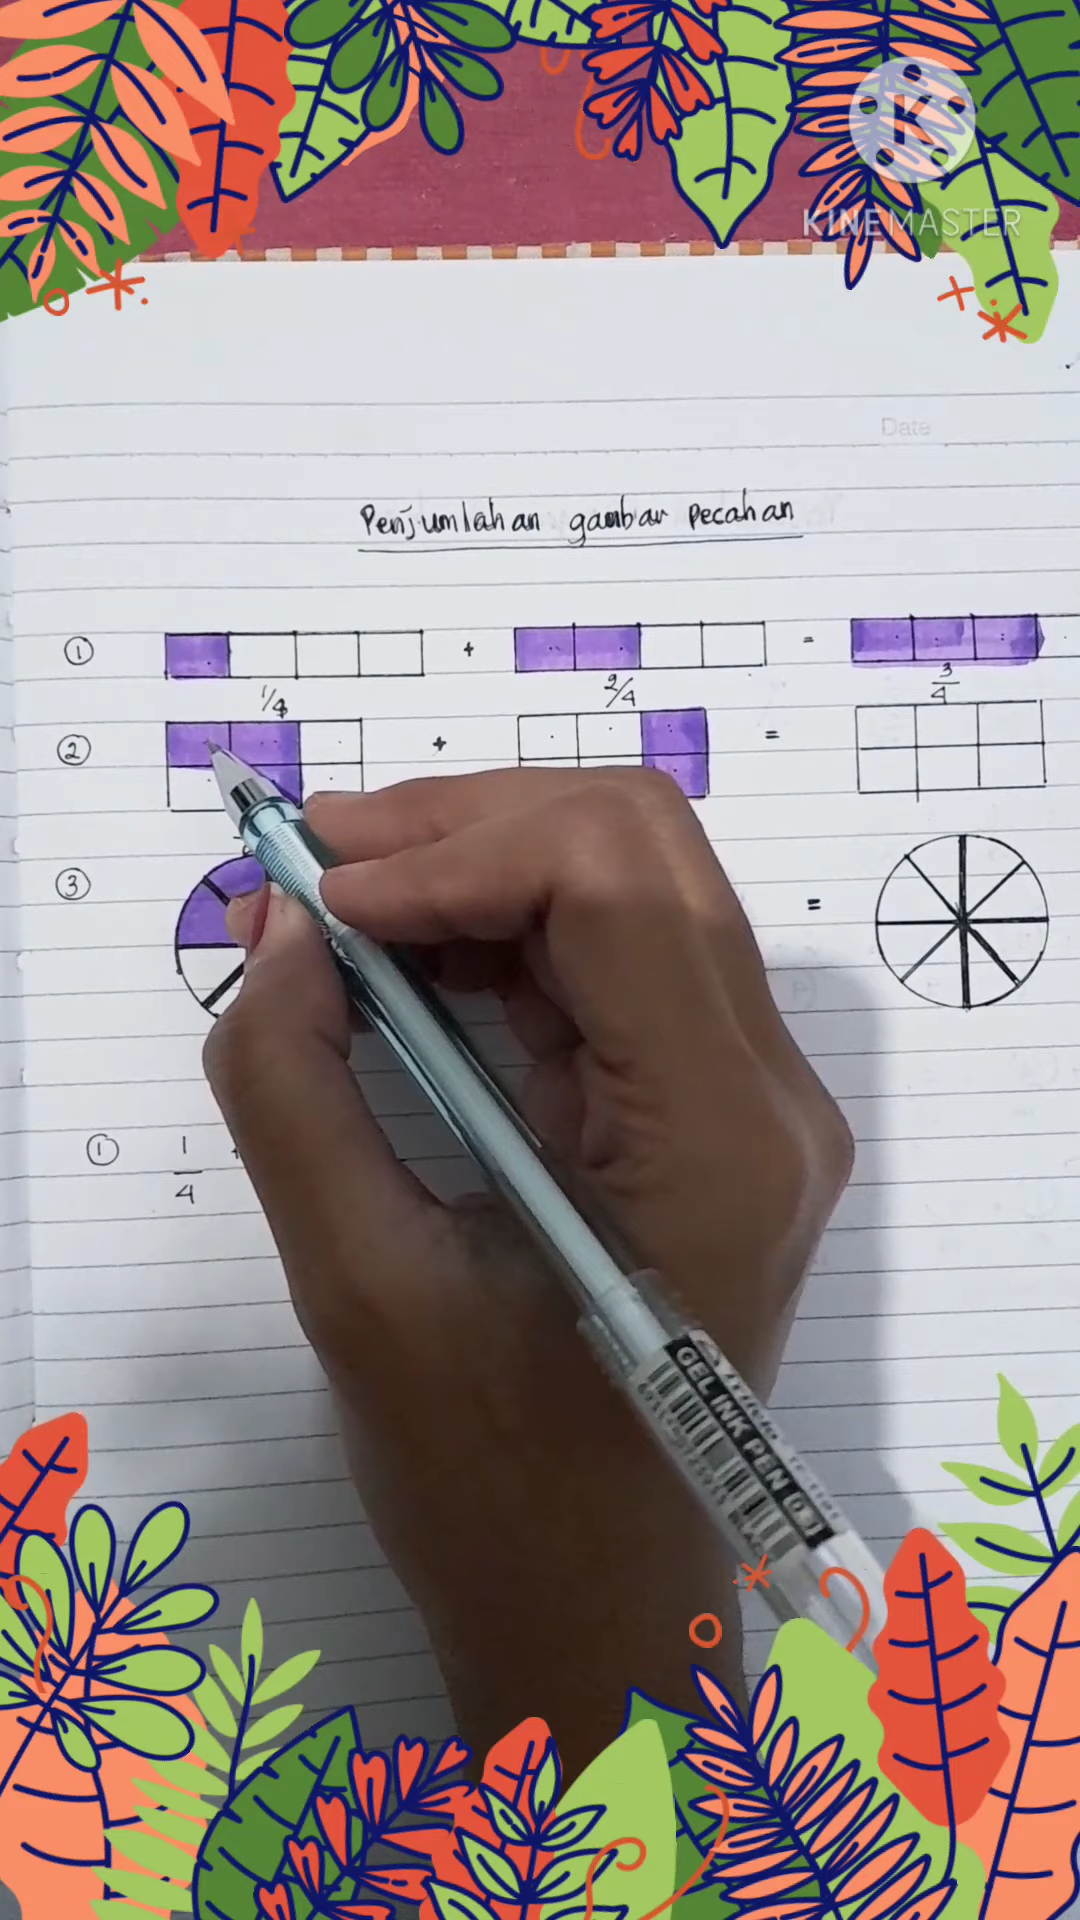 KINEMASTER
Date
Penjumlahan gambar pecahan
① + =
1/4 2/4 3/4
② + =
③ =
① 1/4 +
GEL INK PEN